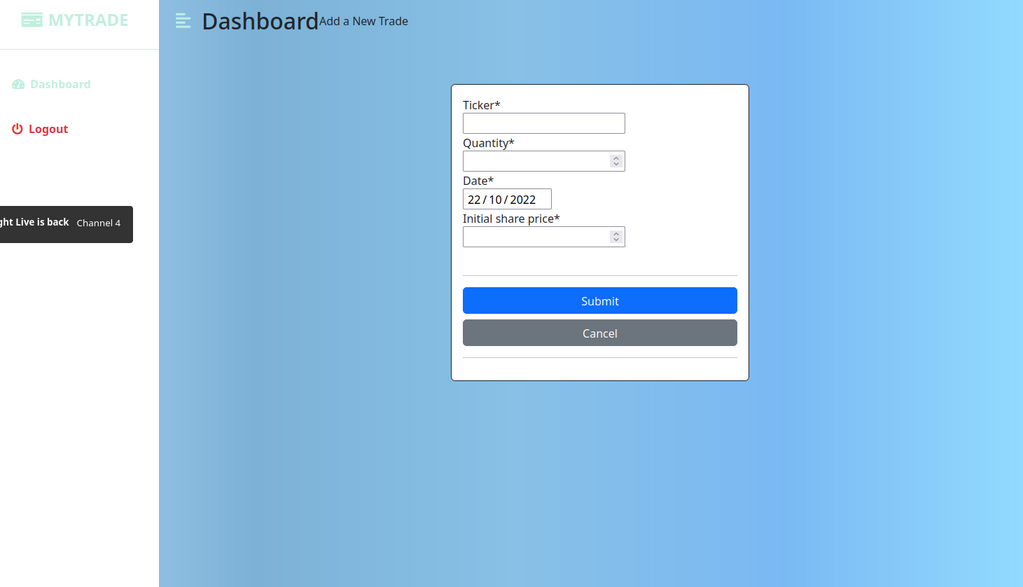 MYTRADE
Dashboard
Logout
ght Live is back Channel 4
Dashboard Add a New Trade
Ticker*
Quantity*
Date*
22/10/2022
Initial share price*
Submit
Cancel